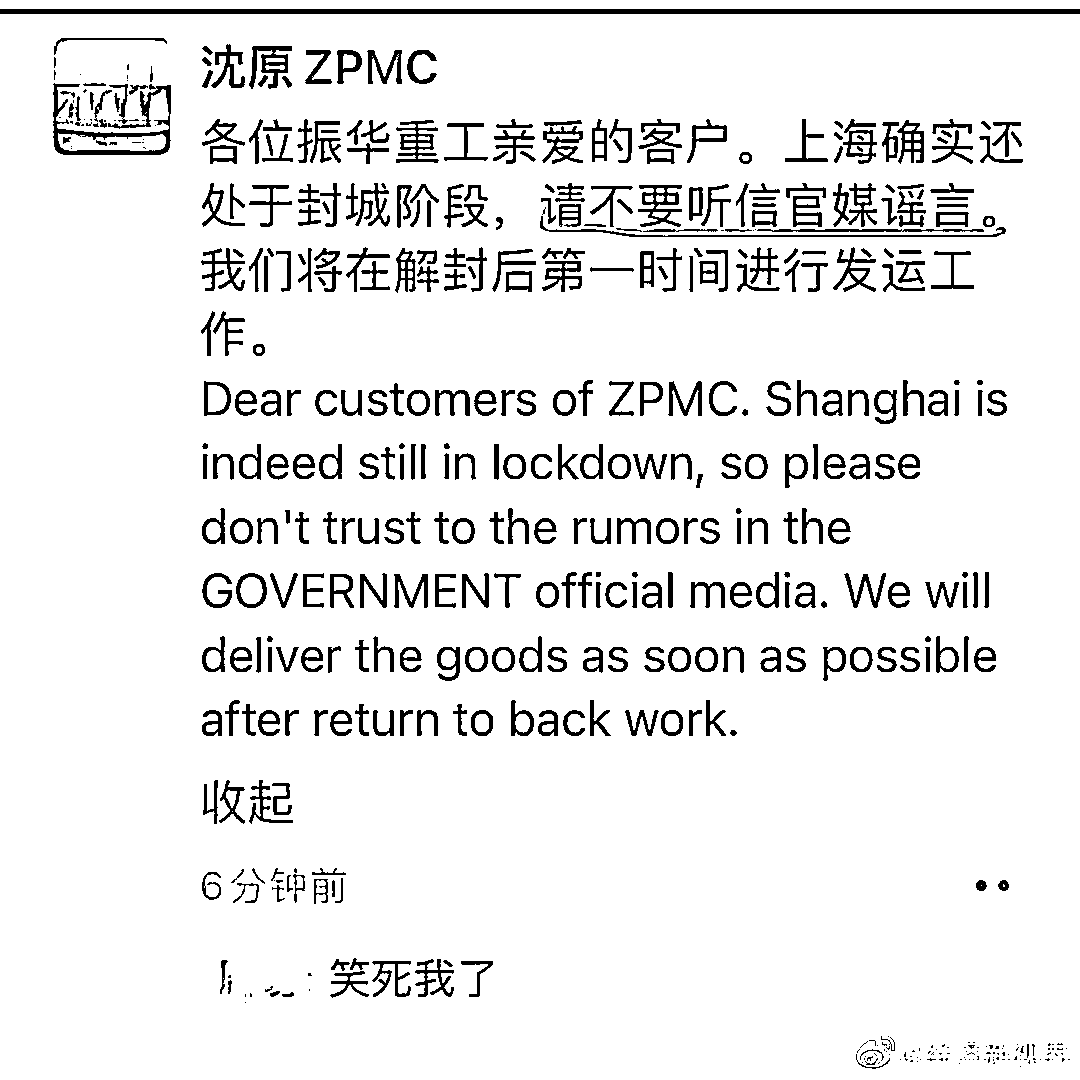 沈原 ZPMC
各位振华重工亲爱的客户。上海确实还
处于封城阶段，请不要听信官媒谣言。
我们将在解封后第一时间进行发运工
作。
Dear customers of ZPMC. Shanghai is
indeed still in lockdown, so please
don't trust to the rumors in the
GOVERNMENT official media. We will
deliver the goods as soon as possible
after return to back work.
收起
6分钟前
: 笑死我了